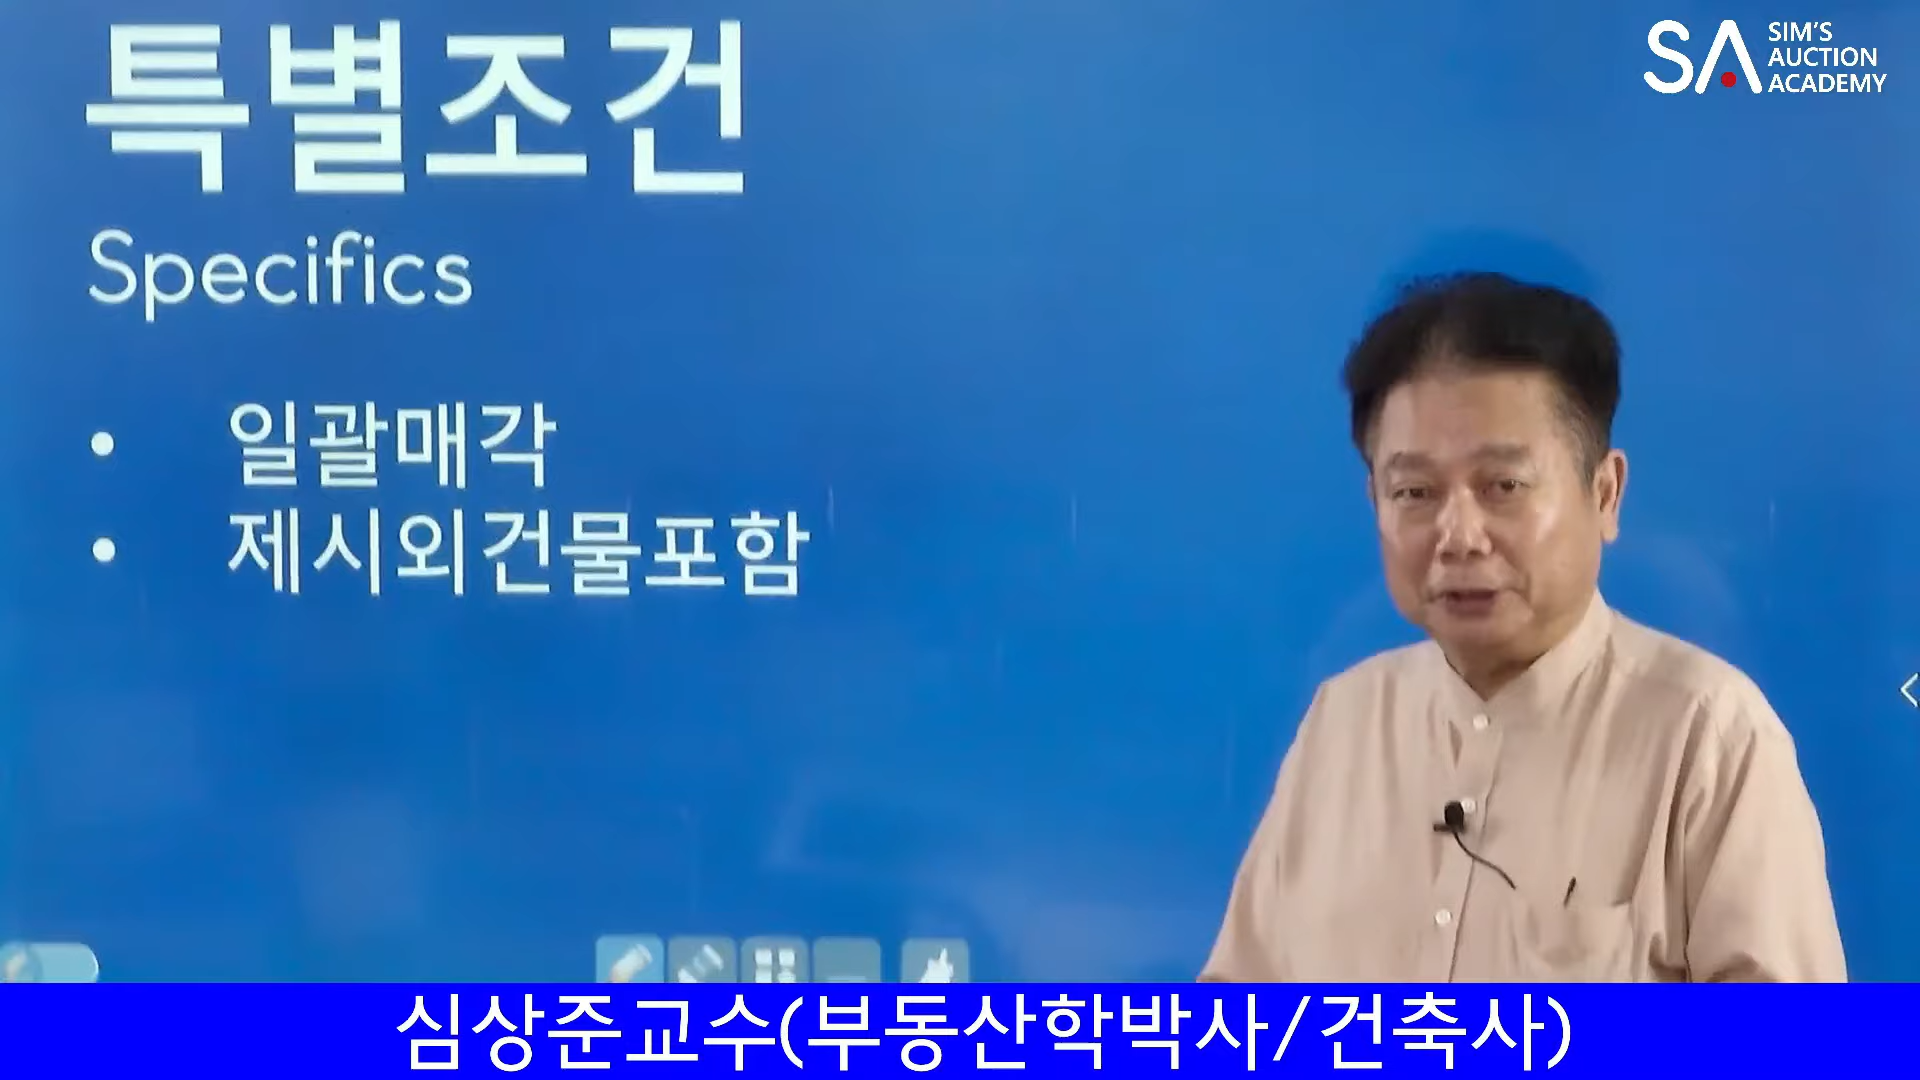 특별조건
Specifics
• 일괄매각
• 제시외건물포함
SA SIM'S
AUCTION
ACADEMY
심상준교수(부동산학박사/건축사)